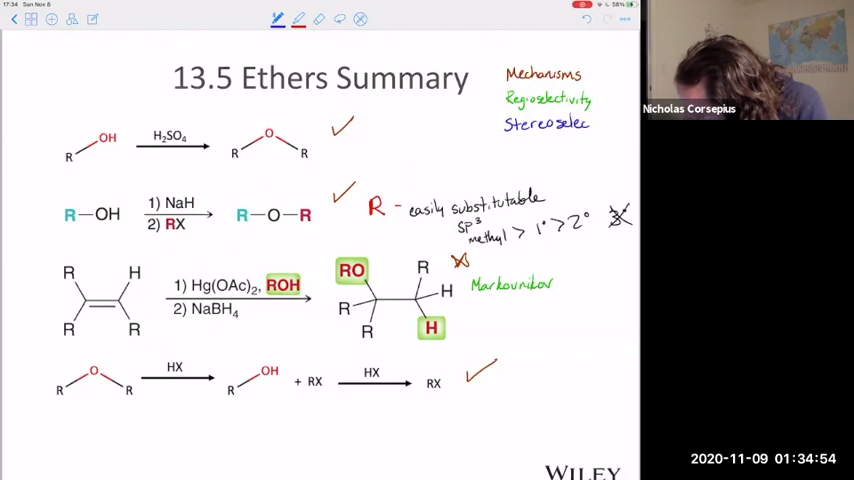 17:34 Sun Nov 8
58%
13.5 Ethers Summary
Mechanisms
Regioselectivity
Stereoselec
Nicholas Corsepius
R OH H₂SO₄ R O R
R—OH 1) NaH 2) RX R—O—R
R - easily substitutable
sp³
methyl > 1° > 2° 3°
R H R R 1) Hg(OAc)₂, ROH 2) NaBH₄ RO R H R R H
Markovnikov
R O R HX R OH + RX HX RX
WILEY
2020-11-09 01:34:54